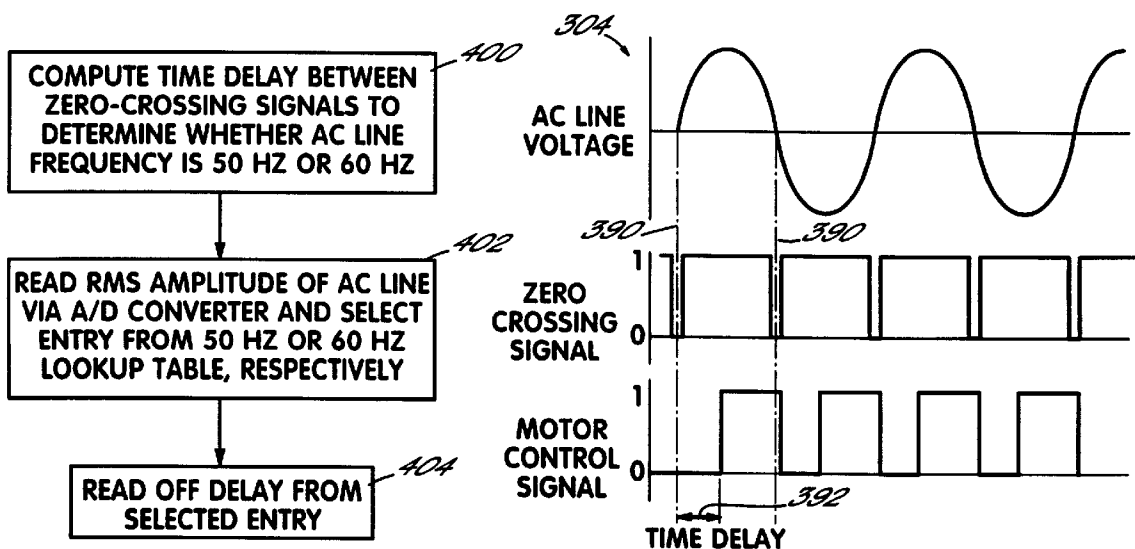 400
COMPUTE TIME DELAY BETWEEN
ZERO-CROSSING SIGNALS TO
DETERMINE WHETHER AC LINE
FREQUENCY IS 50 HZ OR 60 HZ
402
READ RMS AMPLITUDE OF AC LINE
VIA A/D CONVERTER AND SELECT
ENTRY FROM 50 HZ OR 60 HZ
LOOKUP TABLE, RESPECTIVELY
404
READ OFF DELAY FROM
SELECTED ENTRY
304
AC LINE
VOLTAGE
390
390
1
ZERO
CROSSING
SIGNAL
0
1
MOTOR
CONTROL
SIGNAL
0
392
TIME DELAY